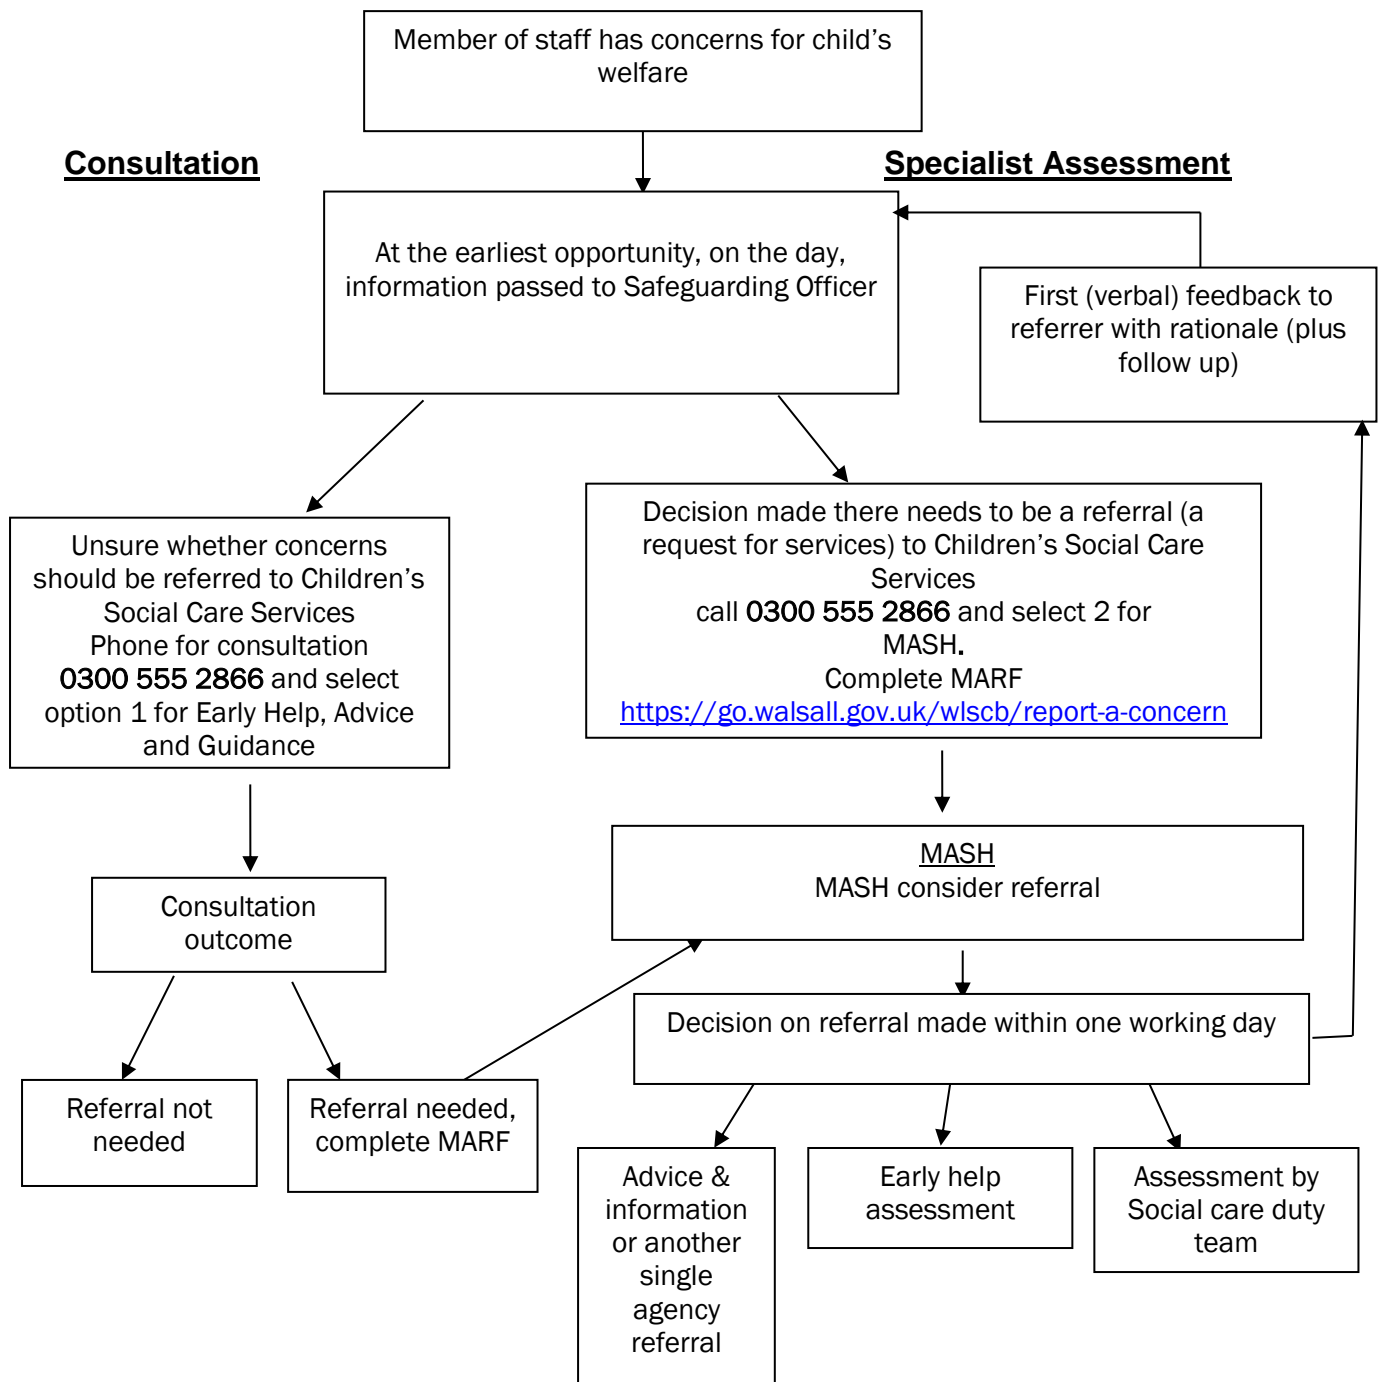 Member of staff has concerns for child’s
welfare
Consultation
Specialist Assessment
At the earliest opportunity, on the day,
information passed to Safeguarding Officer
First (verbal) feedback to
referrer with rationale (plus
follow up)
Unsure whether concerns
should be referred to Children’s
Social Care Services
Phone for consultation
0300 555 2866 and select
option 1 for Early Help, Advice
and Guidance
Decision made there needs to be a referral (a
request for services) to Children’s Social Care
Services
call 0300 555 2866 and select 2 for
MASH.
Complete MARF
https://go.walsall.gov.uk/wlscb/report-a-concern
MASH
MASH consider referral
Consultation
outcome
Decision on referral made within one working day
Referral not
needed
Referral needed,
complete MARF
Advice &
information
or another
single
agency
referral
Early help
assessment
Assessment by
Social care duty
team